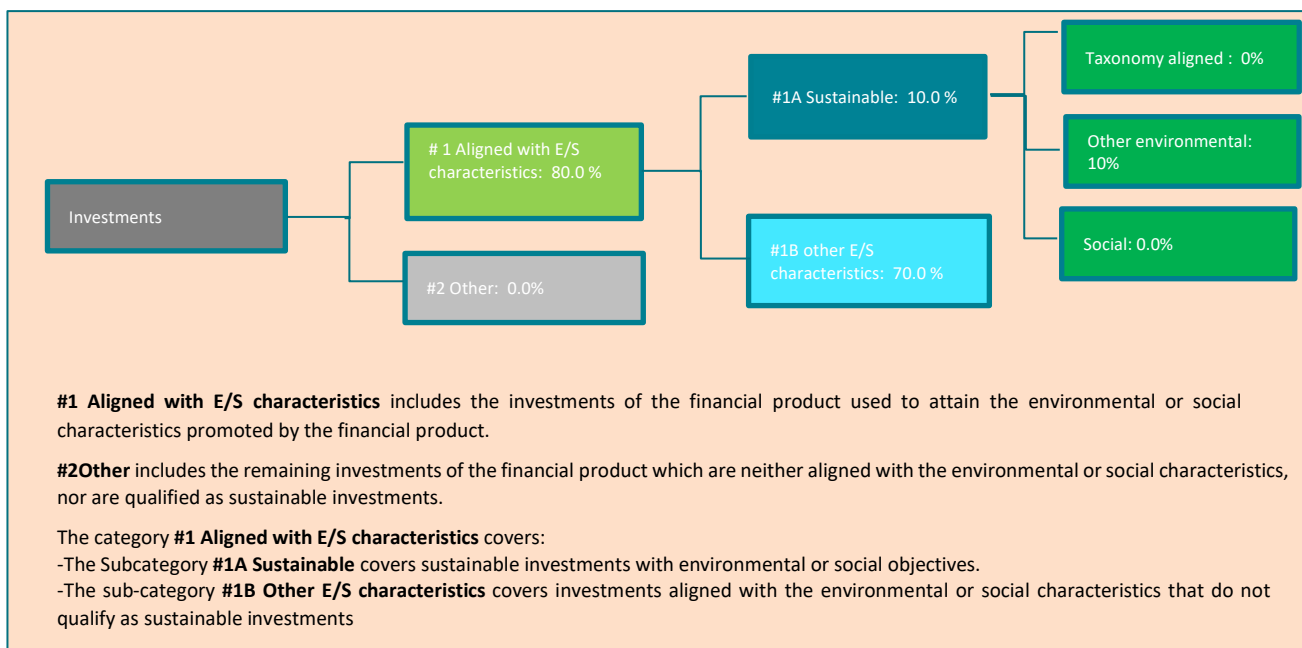 Investments
# 1 Aligned with E/S
characteristics:  80.0 %
#2 Other:  0.0%
#1A Sustainable:  10.0 %
#1B other E/S
characteristics:  70.0 %
Taxonomy aligned :  0%
Other environmental:
10%
Social: 0.0%
#1 Aligned with E/S characteristics includes the investments of the financial product used to attain the environmental or social
characteristics promoted by the financial product.
#2Other includes the remaining investments of the financial product which are neither aligned with the environmental or social characteristics,
nor are qualified as sustainable investments.
The category #1 Aligned with E/S characteristics covers:
-The Subcategory #1A Sustainable covers sustainable investments with environmental or social objectives.
-The sub-category #1B Other E/S characteristics covers investments aligned with the environmental or social characteristics that do not
qualify as sustainable investments